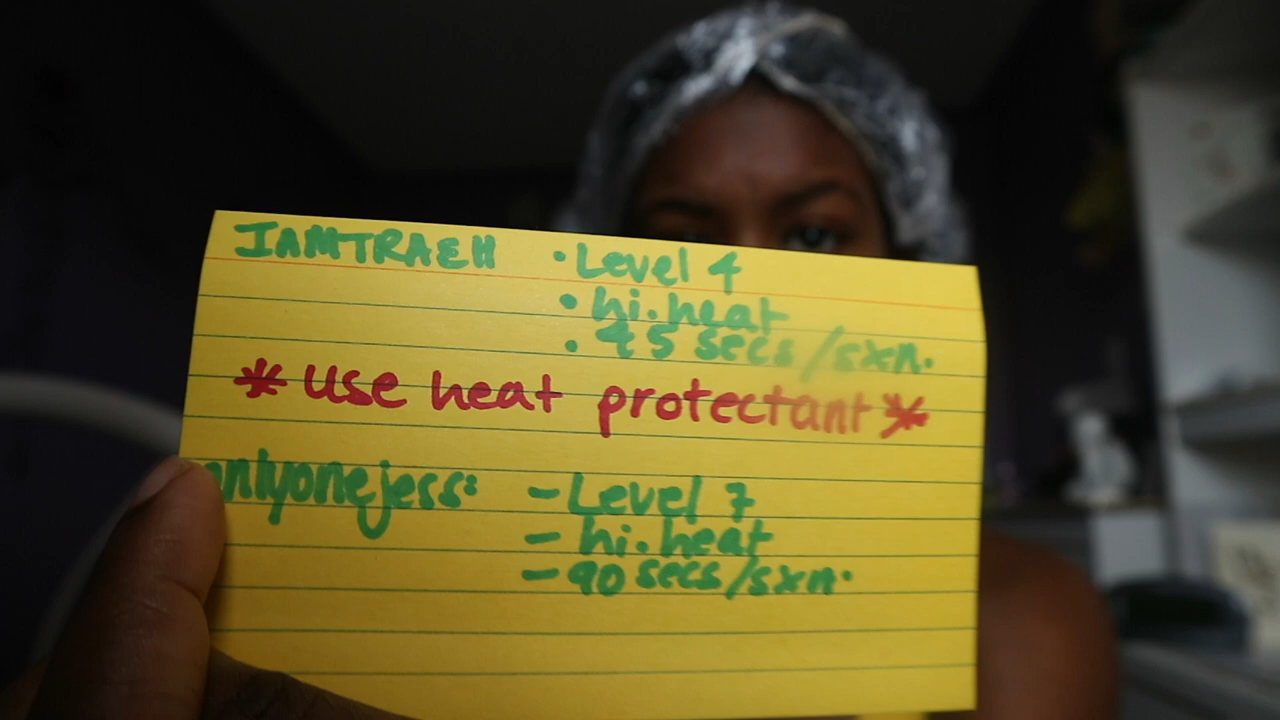 IAMTRAEH • Level 4
• hi. heat
• 45 secs/sxn.
* use heat protectant *
onlyonejess: - Level 7
- hi. heat
- 90 secs/sxn.